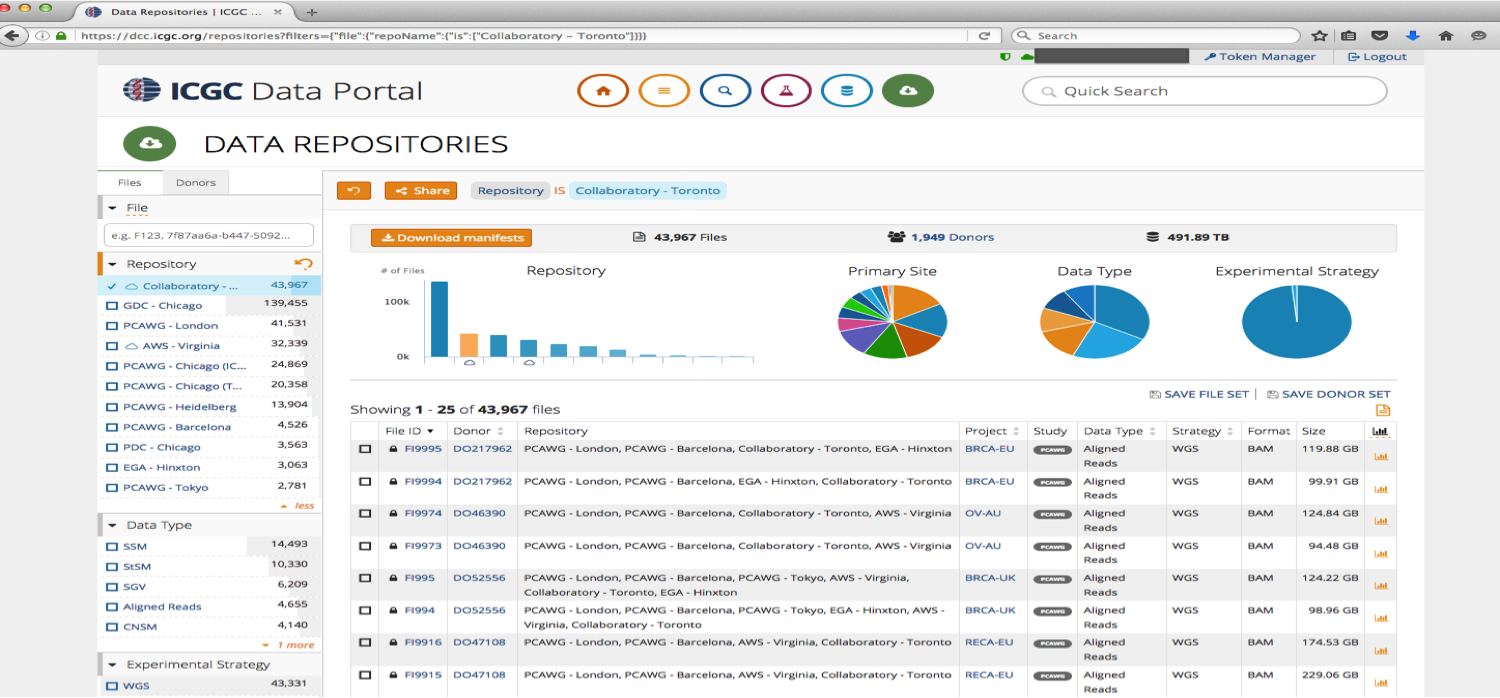 Data Repositories | ICGC ...
https://dcc.icgc.org/repositories?filters={"file":{"repoName":{"is":["Collaboratory – Toronto"]}}}
Search
Token Manager
Logout
ICGC Data Portal
Quick Search
DATA REPOSITORIES
Files
Donors
File
e.g. F123, 7f87aa6a-b447-5092...
Repository
Collaboratory - ... 43,967
GDC - Chicago 139,455
PCAWG - London 41,531
AWS - Virginia 32,339
PCAWG - Chicago (IC... 24,869
PCAWG - Chicago (T... 20,358
PCAWG - Heidelberg 13,904
PCAWG - Barcelona 4,526
PDC - Chicago 3,563
EGA - Hinxton 3,063
PCAWG - Tokyo 2,781
less
Data Type
SSM 14,493
StSM 10,330
SGV 6,209
Aligned Reads 4,655
CNSM 4,140
1 more
Experimental Strategy
WGS 43,331
Share
Repository IS Collaboratory - Toronto
Download manifests
43,967 Files
1,949 Donors
491.89 TB
# of Files
Repository
100k
0k
Primary Site
Data Type
Experimental Strategy
SAVE FILE SET | SAVE DONOR SET
Showing 1 - 25 of 43,967 files
File ID Donor Repository Project Study Data Type Strategy Format Size
FI9995 DO217962 PCAWG - London, PCAWG - Barcelona, Collaboratory - Toronto, EGA - Hinxton BRCA-EU PCAWG Aligned WGS BAM 119.88 GB
Reads
FI9994 DO217962 PCAWG - London, PCAWG - Barcelona, EGA - Hinxton, Collaboratory - Toronto BRCA-EU PCAWG Aligned WGS BAM 99.91 GB
Reads
FI9974 DO46390 PCAWG - London, PCAWG - Barcelona, Collaboratory - Toronto, AWS - Virginia OV-AU PCAWG Aligned WGS BAM 124.84 GB
Reads
FI9973 DO46390 PCAWG - London, PCAWG - Barcelona, Collaboratory - Toronto, AWS - Virginia OV-AU PCAWG Aligned WGS BAM 94.48 GB
Reads
FI995 DO52556 PCAWG - London, PCAWG - Barcelona, PCAWG - Tokyo, AWS - Virginia, BRCA-UK PCAWG Aligned WGS BAM 124.22 GB
Collaboratory - Toronto, EGA - Hinxton Reads
FI994 DO52556 PCAWG - London, PCAWG - Barcelona, PCAWG - Tokyo, EGA - Hinxton, AWS - BRCA-UK PCAWG Aligned WGS BAM 98.96 GB
Virginia, Collaboratory - Toronto Reads
FI9916 DO47108 PCAWG - London, PCAWG - Barcelona, AWS - Virginia, Collaboratory - Toronto RECA-EU PCAWG Aligned WGS BAM 174.53 GB
Reads
FI9915 DO47108 PCAWG - London, PCAWG - Barcelona, AWS - Virginia, Collaboratory - Toronto RECA-EU PCAWG Aligned WGS BAM 229.06 GB
Reads